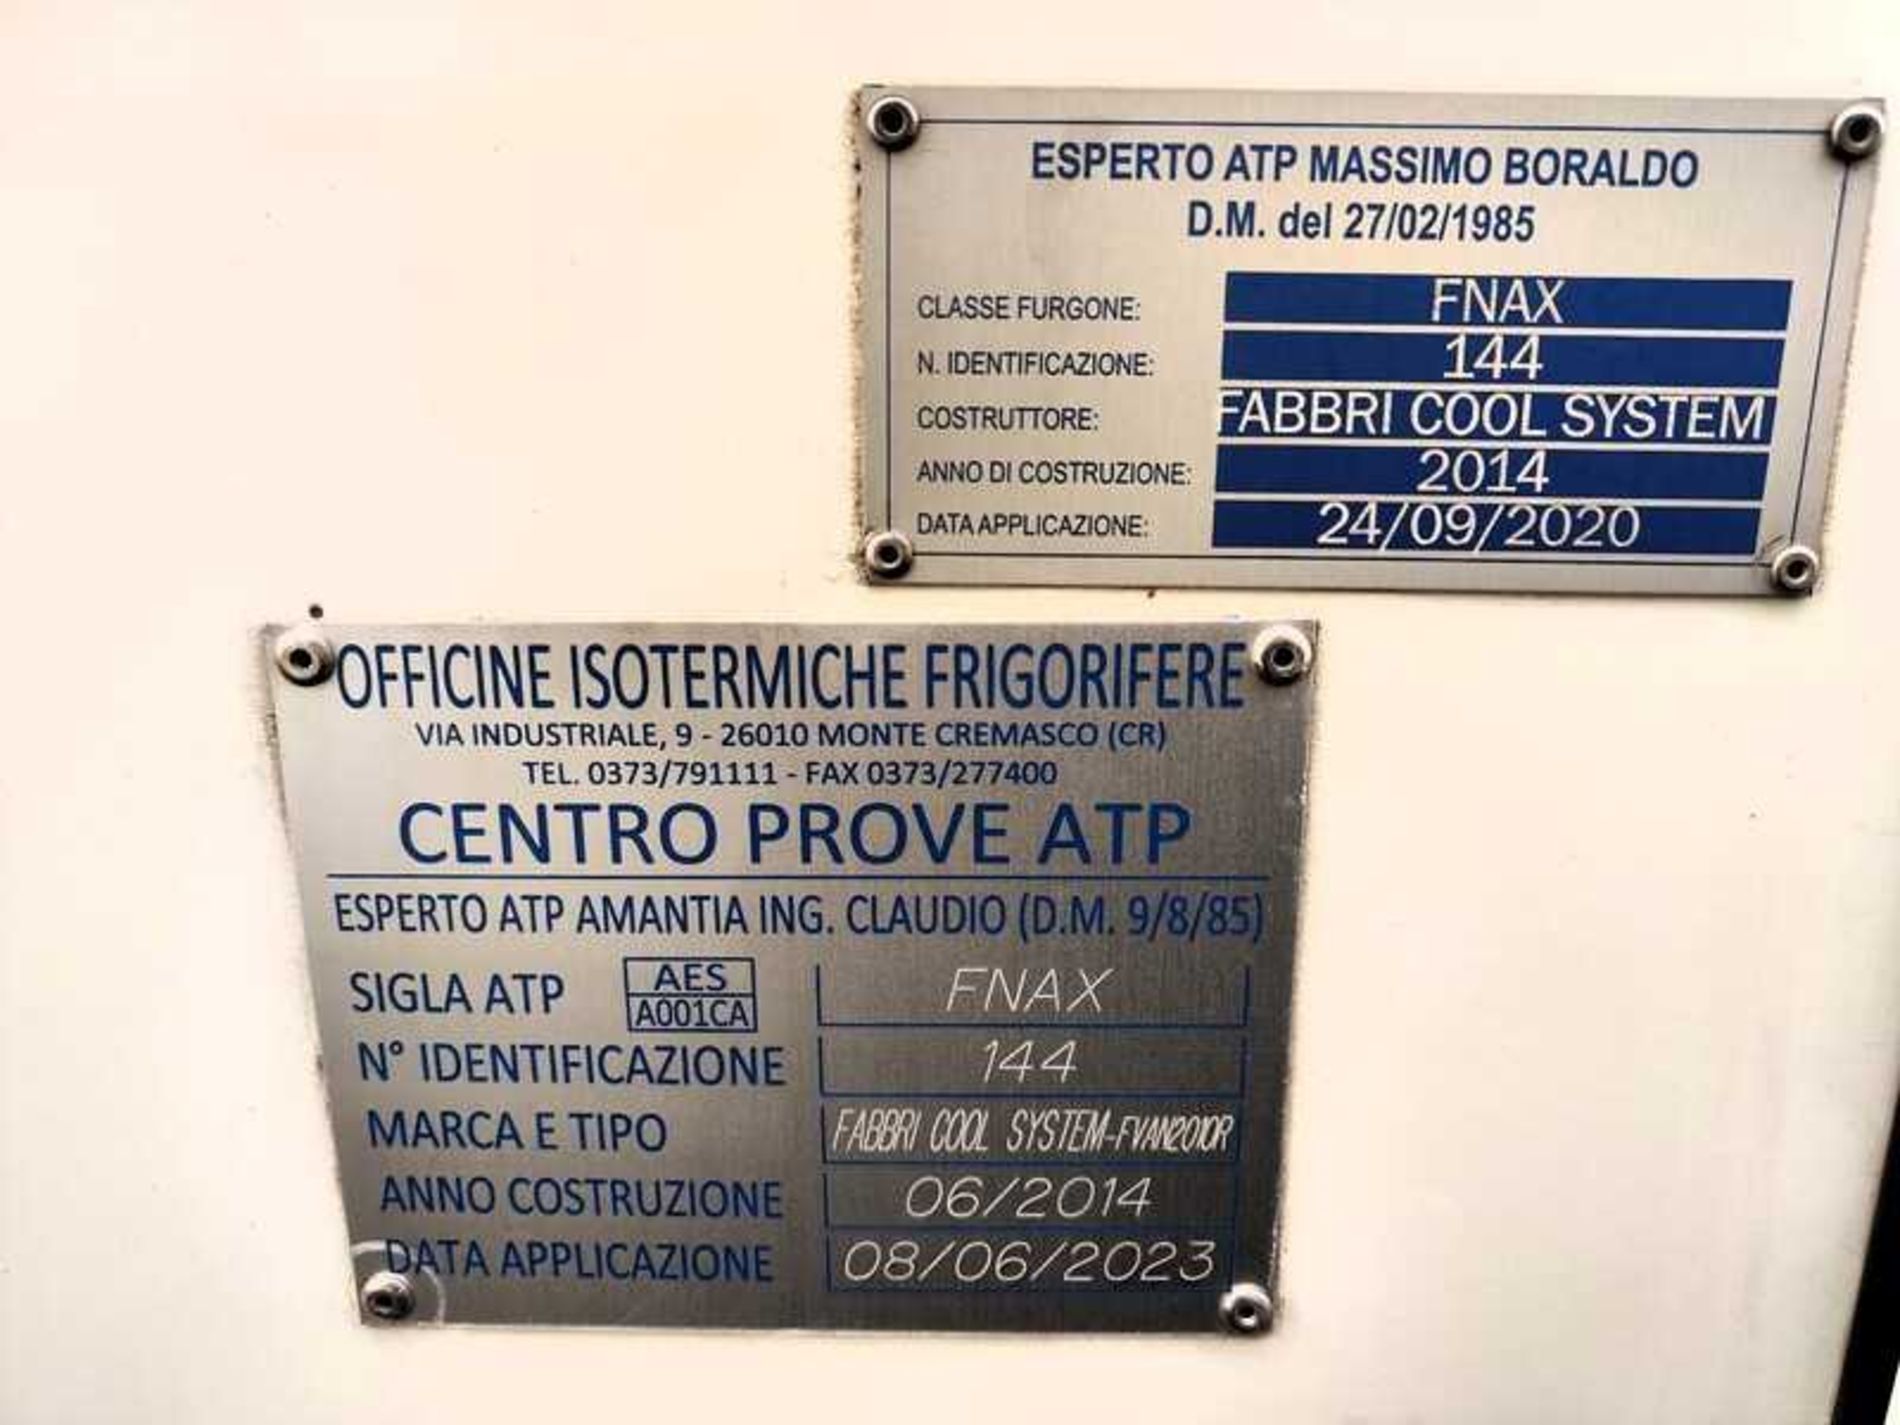 ESPERTO ATP MASSIMO BORALDO
D.M. del 27/02/1985
CLASSE FURGONE: FNAX
N. IDENTIFICAZIONE: 144
COSTRUTTORE: FABBRI COOL SYSTEM
ANNO DI COSTRUZIONE: 2014
DATA APPLICAZIONE: 24/09/2020
OFFICINE ISOTERMICHE FRIGORIFERE
VIA INDUSTRIALE, 9 - 26010 MONTE CREMASCO (CR)
TEL. 0373/791111 - FAX 0373/277400
CENTRO PROVE ATP
ESPERTO ATP AMANTIA ING. CLAUDIO (D.M. 9/8/85)
SIGLA ATP AES A001CA FNAX
N° IDENTIFICAZIONE 144
MARCA E TIPO FABBRI COOL SYSTEM-FVAN2010R
ANNO COSTRUZIONE 06/2014
DATA APPLICAZIONE 08/06/2023